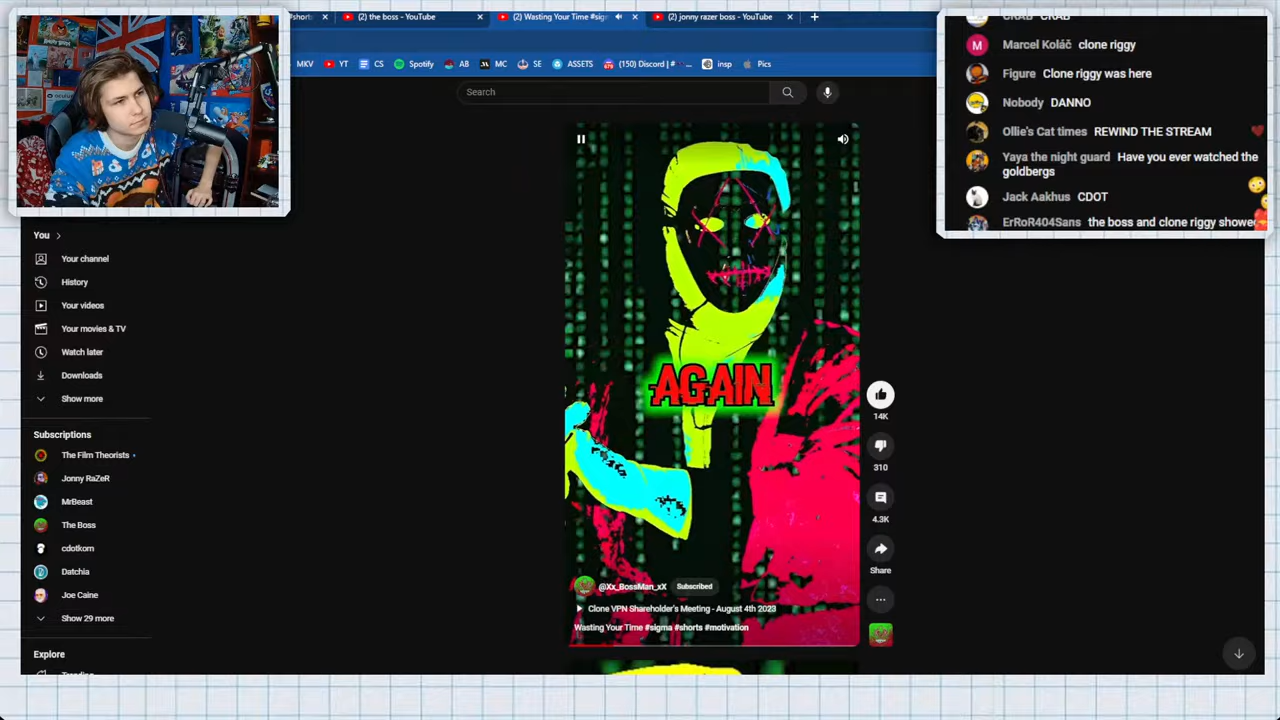 #shorts
(2) the boss - YouTube
(2) Wasting Your Time #sigm
(2) jonny razer boss - YouTube
MKV
YT
CS
Spotify
AB
MC
SE
ASSETS
(150) Discord | #
insp
Pics
Search
CRAB CRAB
Marcel Koláč clone riggy
Figure Clone riggy was here
Nobody DANNO
Ollie's Cat times REWIND THE STREAM
Yaya the night guard Have you ever watched the
goldbergs
Jack Aakhus CDOT
ErRoR404Sans the boss and clone riggy showe
You
Your channel
History
Your videos
Your movies & TV
Watch later
Downloads
Show more
Subscriptions
The Film Theorists
Jonny RaZeR
MrBeast
The Boss
cdotkom
Datchia
Joe Caine
Show 29 more
Explore
AGAIN
14K
310
4.3K
Share
@Xx_BossMan_xX Subscribed
Clone VPN Shareholder's Meeting - August 4th 2023
Wasting Your Time #sigma #shorts #motivation